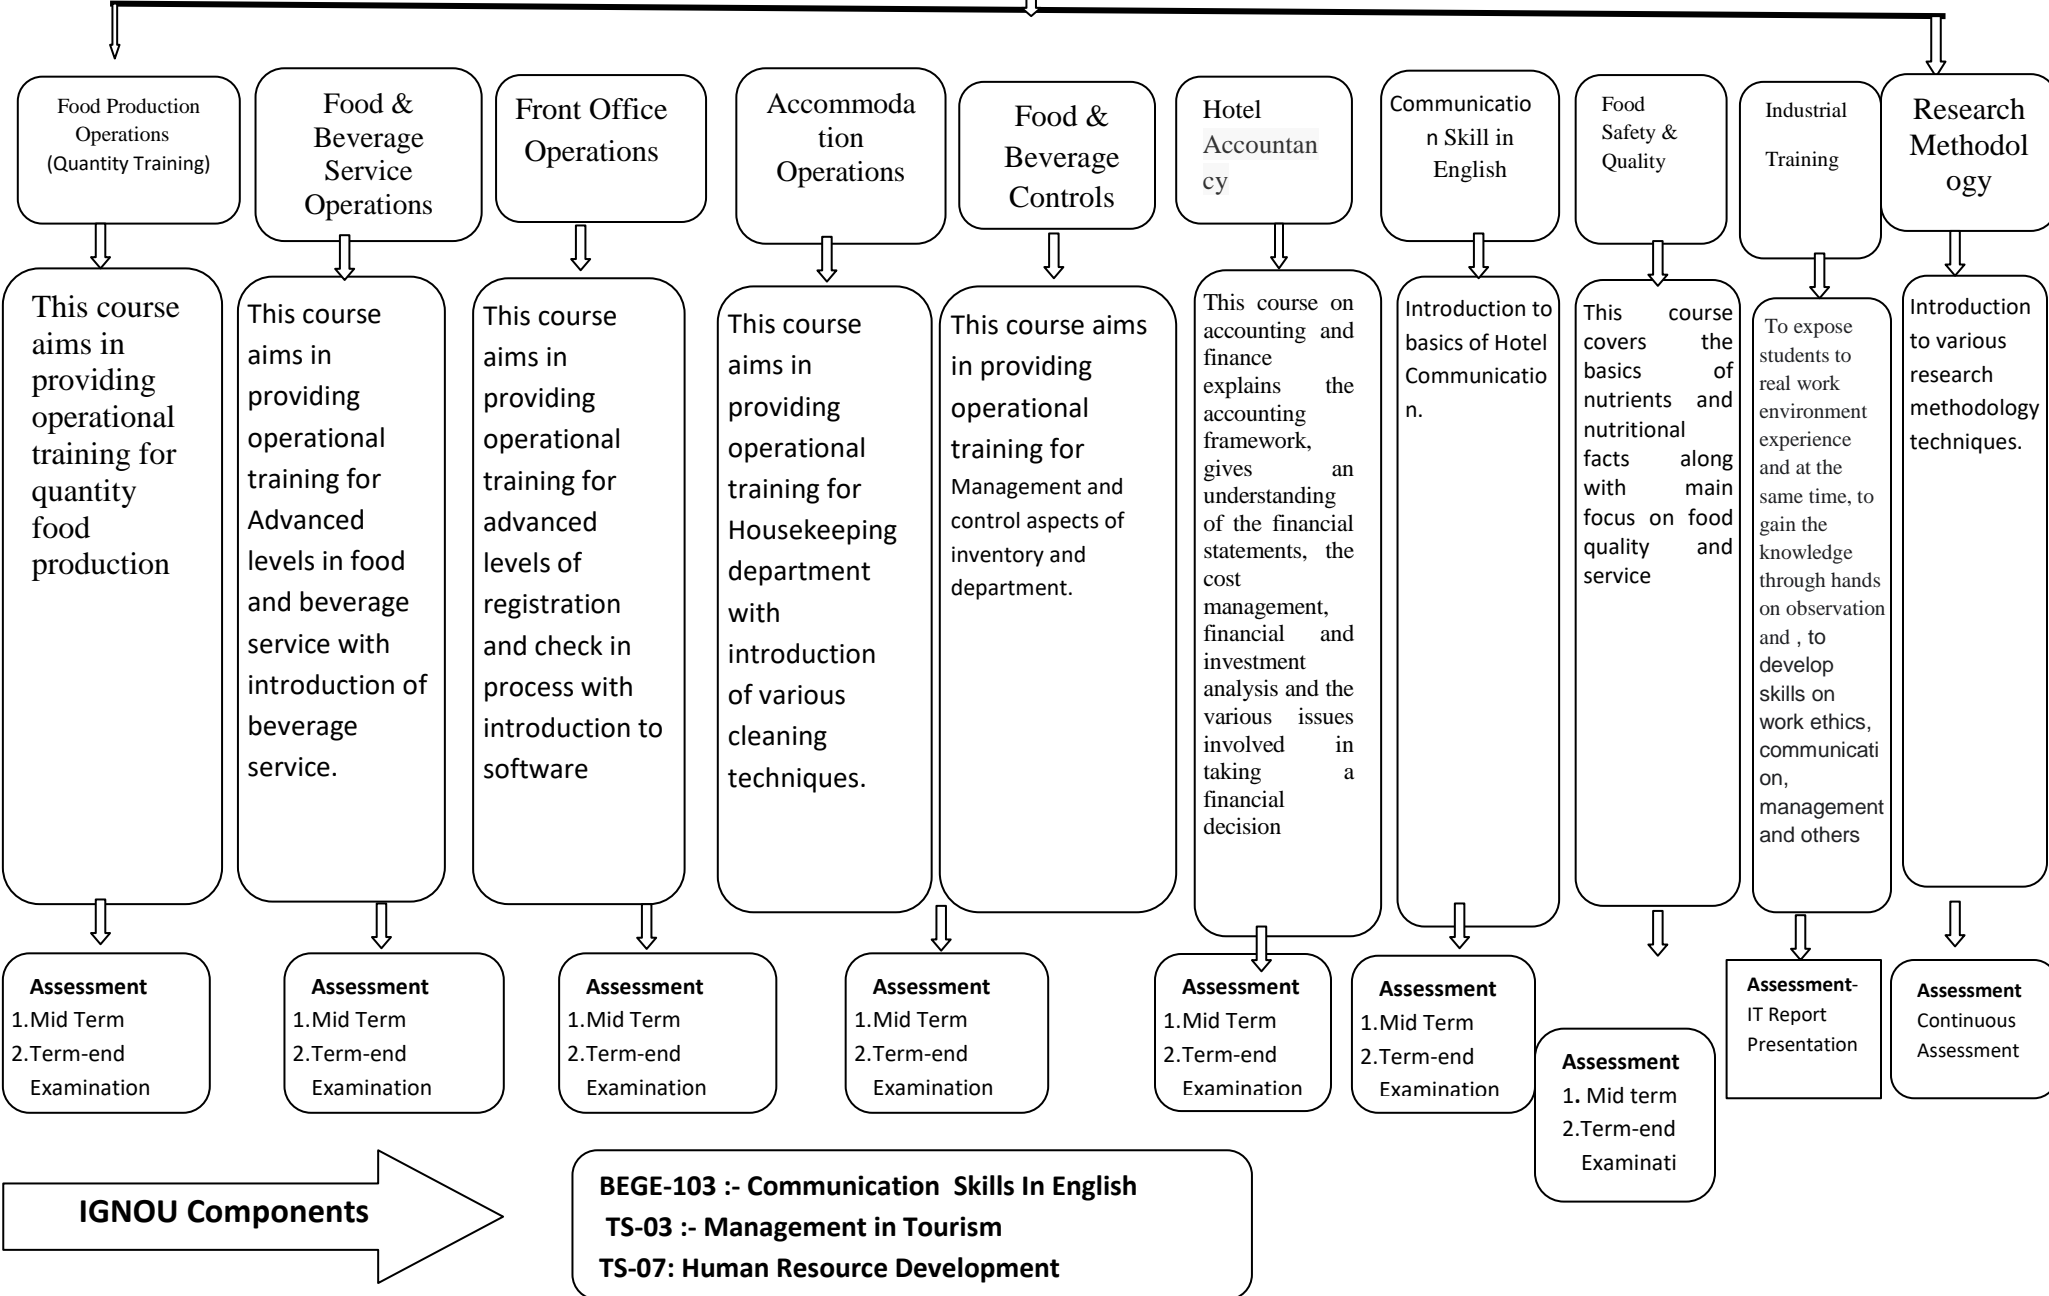 Food Production
Operations
(Quantity Training)
Food &
Beverage
Service
Operations
Front Office
Operations
Accommoda
tion
Operations
Food &
Beverage
Controls
Hotel
Accountan
cy
Communicatio
n Skill in
English
Food
Safety &
Quality
Industrial
Training
Research
Methodol
ogy
This course
aims in
providing
operational
training for
quantity
food
production
This course
aims in
providing
operational
training for
Advanced
levels in food
and beverage
service with
introduction of
beverage
service.
This course
aims in
providing
operational
training for
advanced
levels of
registration
and check in
process with
introduction to
software
This course
aims in
providing
operational
training for
Housekeeping
department
with
introduction
of various
cleaning
techniques.
This course aims
in providing
operational
training for
Management and
control aspects of
inventory and
department.
This course on
accounting and
finance
explains the
accounting
framework,
gives an
understanding
of the financial
statements, the
cost
management,
financial and
investment
analysis and the
various issues
involved in
taking a
financial
decision
Introduction to
basics of Hotel
Communicatio
n.
This course
covers the
basics of
nutrients and
nutritional
facts along
with main
focus on food
quality and
service
To expose
students to
real work
environment
experience
and at the
same time, to
gain the
knowledge
through hands
on observation
and , to
develop
skills on
work ethics,
communicati
on,
management
and others
Introduction
to various
research
methodology
techniques.
Assessment
1.Mid Term
2.Term-end
Examination
Assessment
1.Mid Term
2.Term-end
Examination
Assessment
1.Mid Term
2.Term-end
Examination
Assessment
1.Mid Term
2.Term-end
Examination
Assessment
1.Mid Term
2.Term-end
Examination
Assessment
1.Mid Term
2.Term-end
Examination
Assessment
1. Mid term
2.Term-end
Examinati
Assessment-
IT Report
Presentation
Assessment
Continuous
Assessment
IGNOU Components
BEGE-103 :- Communication Skills In English
TS-03 :- Management in Tourism
TS-07: Human Resource Development